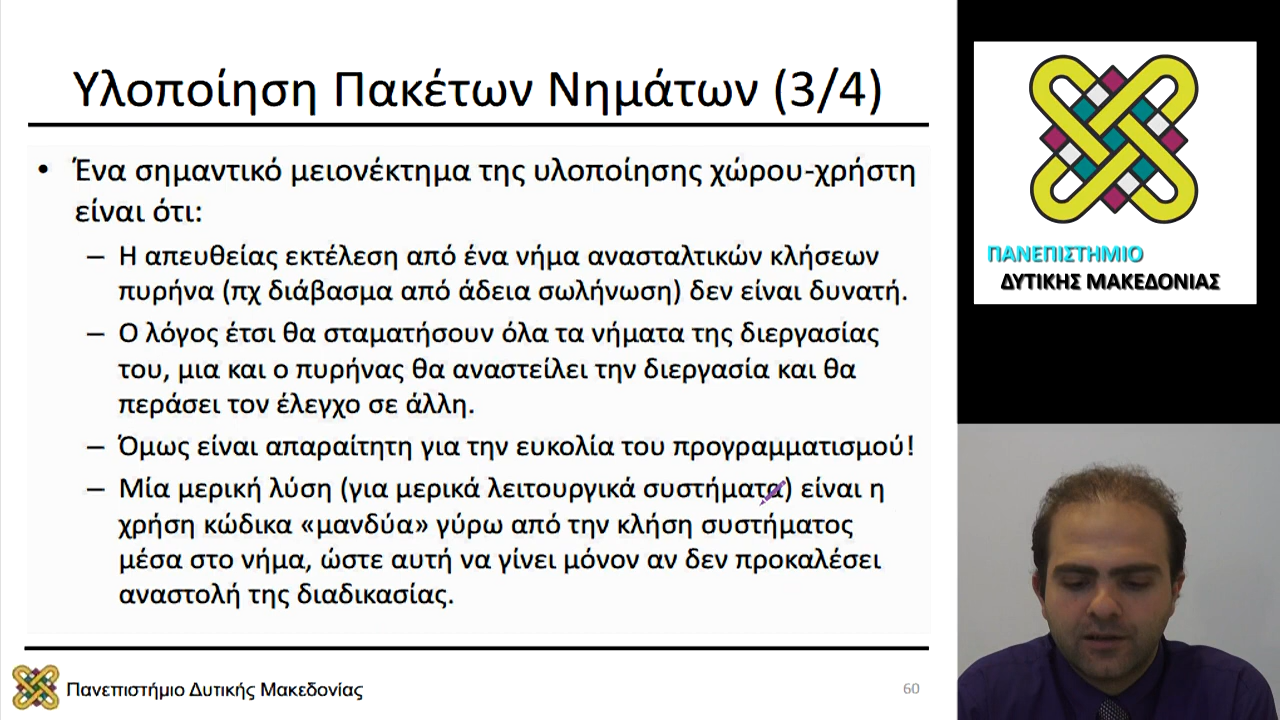 Υλοποίηση Πακέτων Νημάτων (3/4)
• Ένα σημαντικό μειονέκτημα της υλοποίησης χώρου-χρήστη
είναι ότι:
– Η απευθείας εκτέλεση από ένα νήμα ανασταλτικών κλήσεων
πυρήνα (πχ διάβασμα από άδεια σωλήνωση) δεν είναι δυνατή.
– Ο λόγος έτσι θα σταματήσουν όλα τα νήματα της διεργασίας
του, μια και ο πυρήνας θα αναστείλει την διεργασία και θα
περάσει τον έλεγχο σε άλλη.
– Όμως είναι απαραίτητη για την ευκολία του προγραμματισμού!
– Μία μερική λύση (για μερικά λειτουργικά συστήματα) είναι η
χρήση κώδικα «μανδύα» γύρω από την κλήση συστήματος
μέσα στο νήμα, ώστε αυτή να γίνει μόνον αν δεν προκαλέσει
αναστολή της διαδικασίας.
Πανεπιστήμιο Δυτικής Μακεδονίας
60
ΠΑΝΕΠΙΣΤΗΜΙΟ
ΔΥΤΙΚΗΣ ΜΑΚΕΔΟΝΙΑΣ